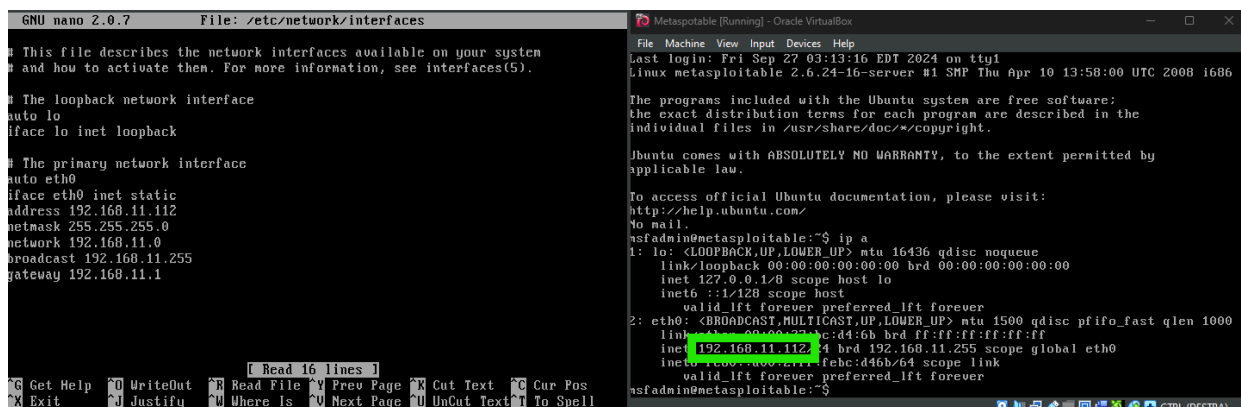 GNU nano 2.0.7 File: /etc/network/interfaces
# This file describes the network interfaces available on your system
# and how to activate them. For more information, see interfaces(5).
# The loopback network interface
auto lo
iface lo inet loopback
# The primary network interface
auto eth0
iface eth0 inet static
address 192.168.11.112
netmask 255.255.255.0
network 192.168.11.0
broadcast 192.168.11.255
gateway 192.168.11.1
[ Read 16 lines ]
^G Get Help ^O WriteOut ^R Read File ^Y Prev Page ^K Cut Text ^C Cur Pos
^X Exit ^J Justify ^W Where Is ^V Next Page ^U UnCut Text ^T To Spell
Metaspotable [Running] - Oracle VirtualBox
File Machine View Input Devices Help
Last login: Fri Sep 27 03:13:16 EDT 2024 on tty1
Linux metasploitable 2.6.24-16-server #1 SMP Thu Apr 10 13:58:00 UTC 2008 i686
The programs included with the Ubuntu system are free software;
the exact distribution terms for each program are described in the
individual files in /usr/share/doc/*/copyright.
Ubuntu comes with ABSOLUTELY NO WARRANTY, to the extent permitted by
applicable law.
To access official Ubuntu documentation, please visit:
http://help.ubuntu.com/
No mail.
msfadmin@metasploitable:~$ ip a
1: lo: <LOOPBACK,UP,LOWER_UP> mtu 16436 qdisc noqueue
link/loopback 00:00:00:00:00:00 brd 00:00:00:00:00:00
inet 127.0.0.1/8 scope host lo
inet6 ::1/128 scope host
valid_lft forever preferred_lft forever
2: eth0: <BROADCAST,MULTICAST,UP,LOWER_UP> mtu 1500 qdisc pfifo_fast qlen 1000
brd ff:ff:ff:ff:ff:ff
inet 192.168.11.112/24 brd 192.168.11.255 scope global eth0
scope link
valid_lft forever preferred_lft forever
msfadmin@metasploitable:~$
CTRL (DESTRA)